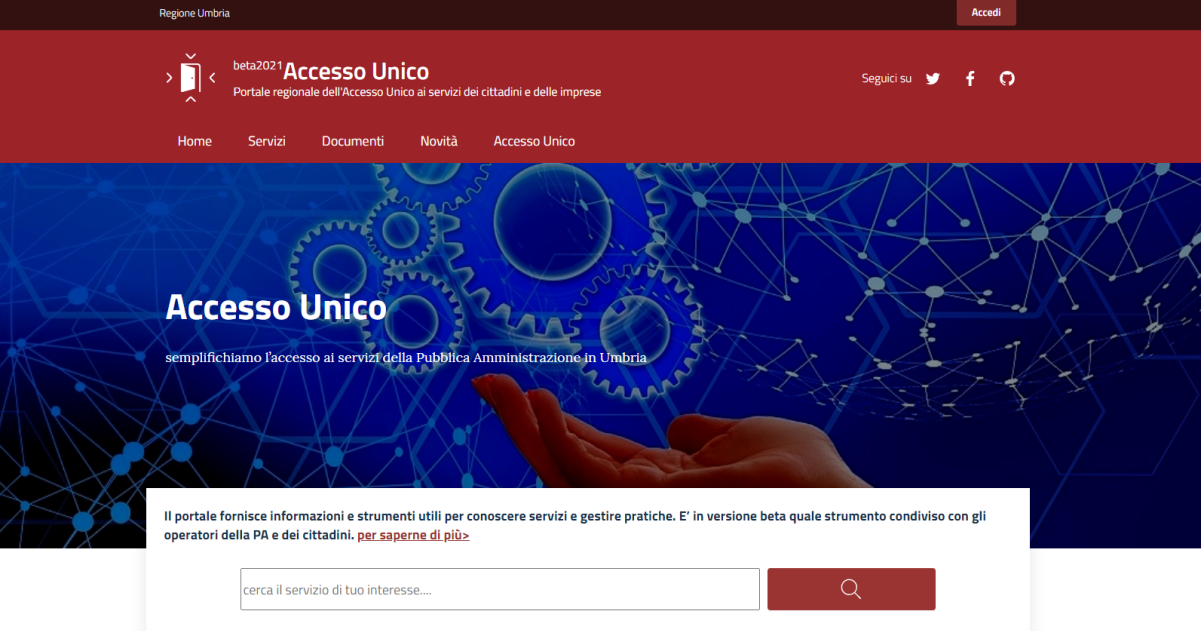 Regione Umbria
Accedi
beta2021Accesso Unico
Portale regionale dell'Accesso Unico ai servizi dei cittadini e delle imprese
Seguici su
Home Servizi Documenti Novità Accesso Unico
Accesso Unico
semplifichiamo l'accesso ai servizi della Pubblica Amministrazione in Umbria
Il portale fornisce informazioni e strumenti utili per conoscere servizi e gestire pratiche. E' in versione beta quale strumento condiviso con gli
operatori della PA e dei cittadini. per saperne di più>
cerca il servizio di tuo interesse....